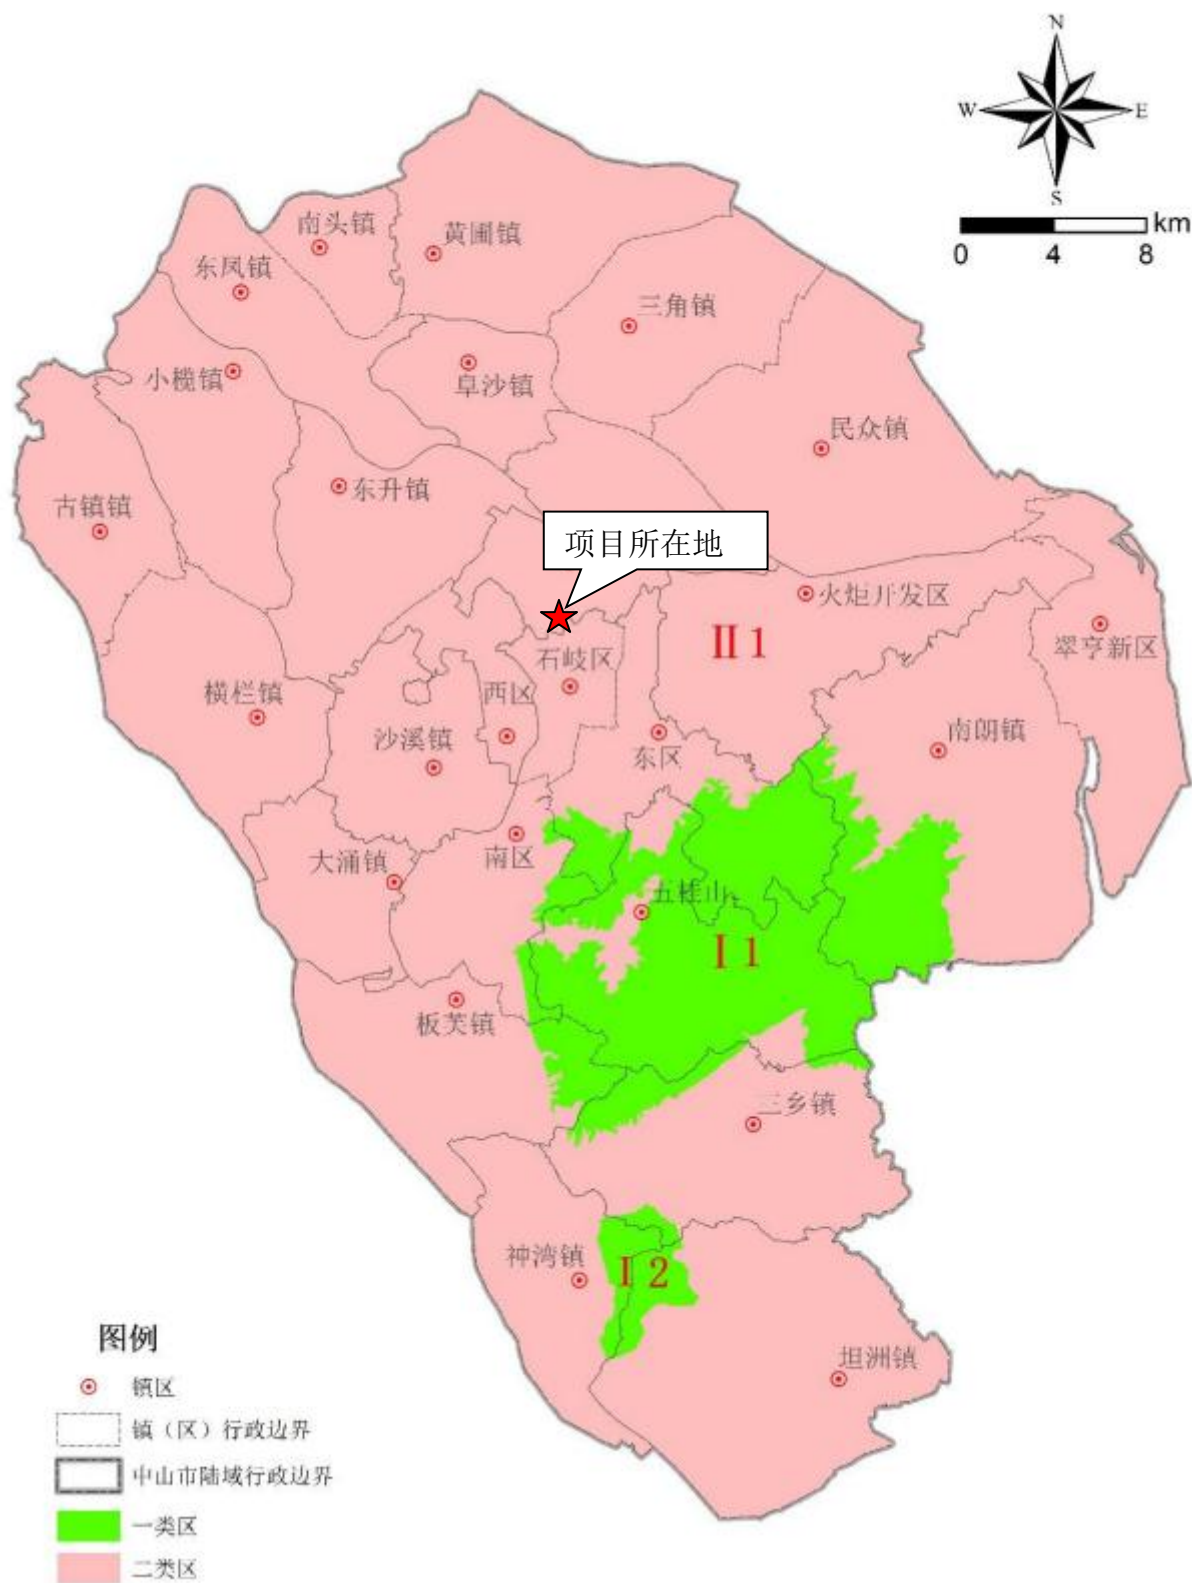 N
W
E
S
km
0 4 8
南头镇
黄圃镇
东凤镇
三角镇
小榄镇
阜沙镇
民众镇
东升镇
古镇镇
项目所在地
火炬开发区
翠亨新区
II 1
石岐区
横栏镇
西区
沙溪镇
东区
南朗镇
南区
大涌镇
五桂山
I 1
板芙镇
三乡镇
神湾镇
I 2
坦洲镇
图例
镇区
镇（区）行政边界
中山市陆域行政边界
一类区
二类区